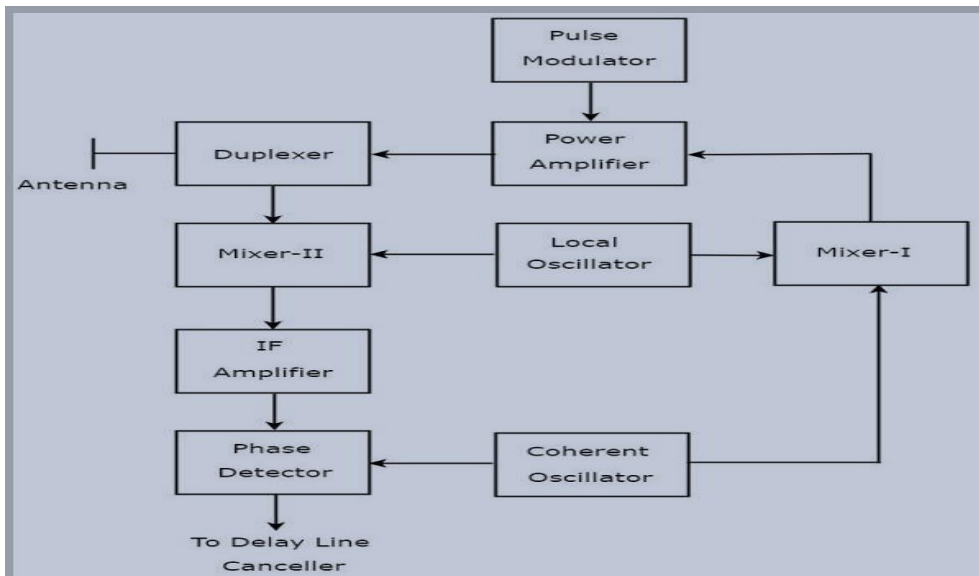 Pulse
Modulator
Duplexer
Power
Amplifier
Antenna
Mixer-II
Local
Oscillator
Mixer-I
IF
Amplifier
Phase
Detector
Coherent
Oscillator
To Delay Line
Canceller